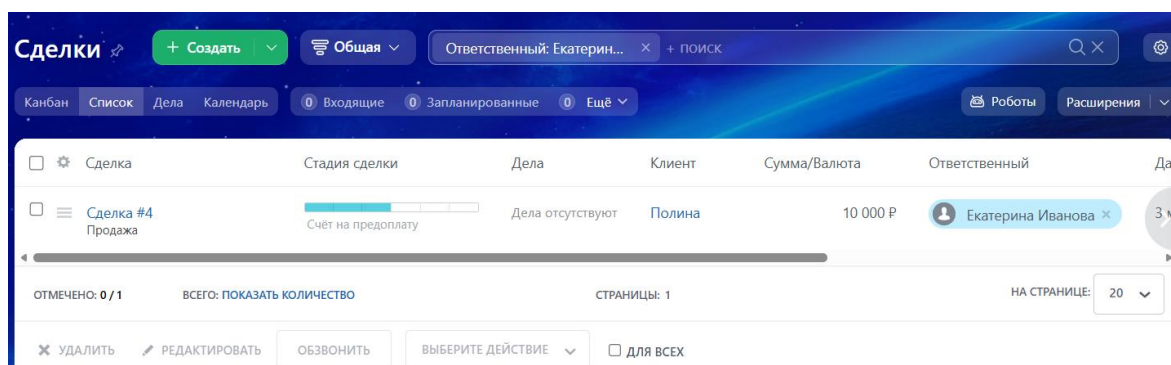 Сделки + Создать Общая Ответственный: Екатерин... × + поиск
Канбан Список Дела Календарь 0 Входящие 0 Запланированные 0 Ещё Роботы Расширения
Сделка Стадия сделки Дела Клиент Сумма/Валюта Ответственный Да
Сделка #4 Дела отсутствуют Полина 10 000 ₽ Екатерина Иванова × 3
Продажа Счёт на предоплату
ОТМЕЧЕНО: 0 / 1 ВСЕГО: ПОКАЗАТЬ КОЛИЧЕСТВО СТРАНИЦЫ: 1 НА СТРАНИЦЕ: 20
УДАЛИТЬ РЕДАКТИРОВАТЬ ОБЗВОНИТЬ ВЫБЕРИТЕ ДЕЙСТВИЕ ДЛЯ ВСЕХ